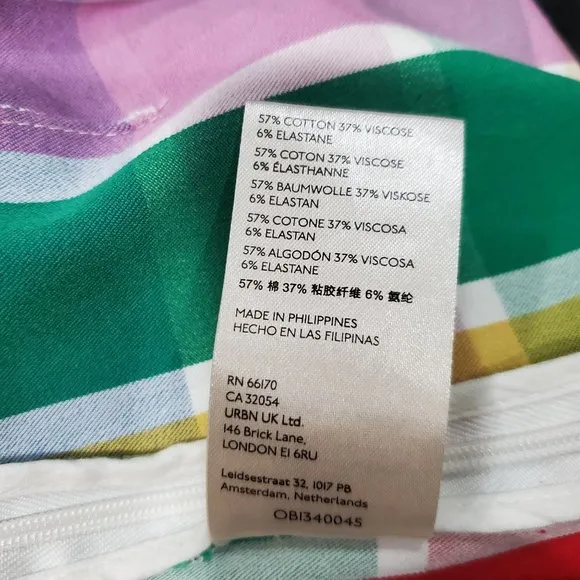 57% COTTON 37% VISCOSE
6% ELASTANE
57% COTON 37% VISCOSE
6% ÉLASTHANNE
57% BAUMWOLLE 37% VISKOSE
6% ELASTAN
57% COTONE 37% VISCOSA
6% ELASTAN
57% ALGODÓN 37% VISCOSA
6% ELASTANE
57% 棉 37% 粘胶纤维 6% 氨纶
MADE IN PHILIPPINES
HECHO EN LAS FILIPINAS
RN 66170
CA 32054
URBN UK Ltd.
146 Brick Lane,
LONDON E1 6RU
Leidsestraat 32, 1017 PB
Amsterdam, Netherlands
OB1340045